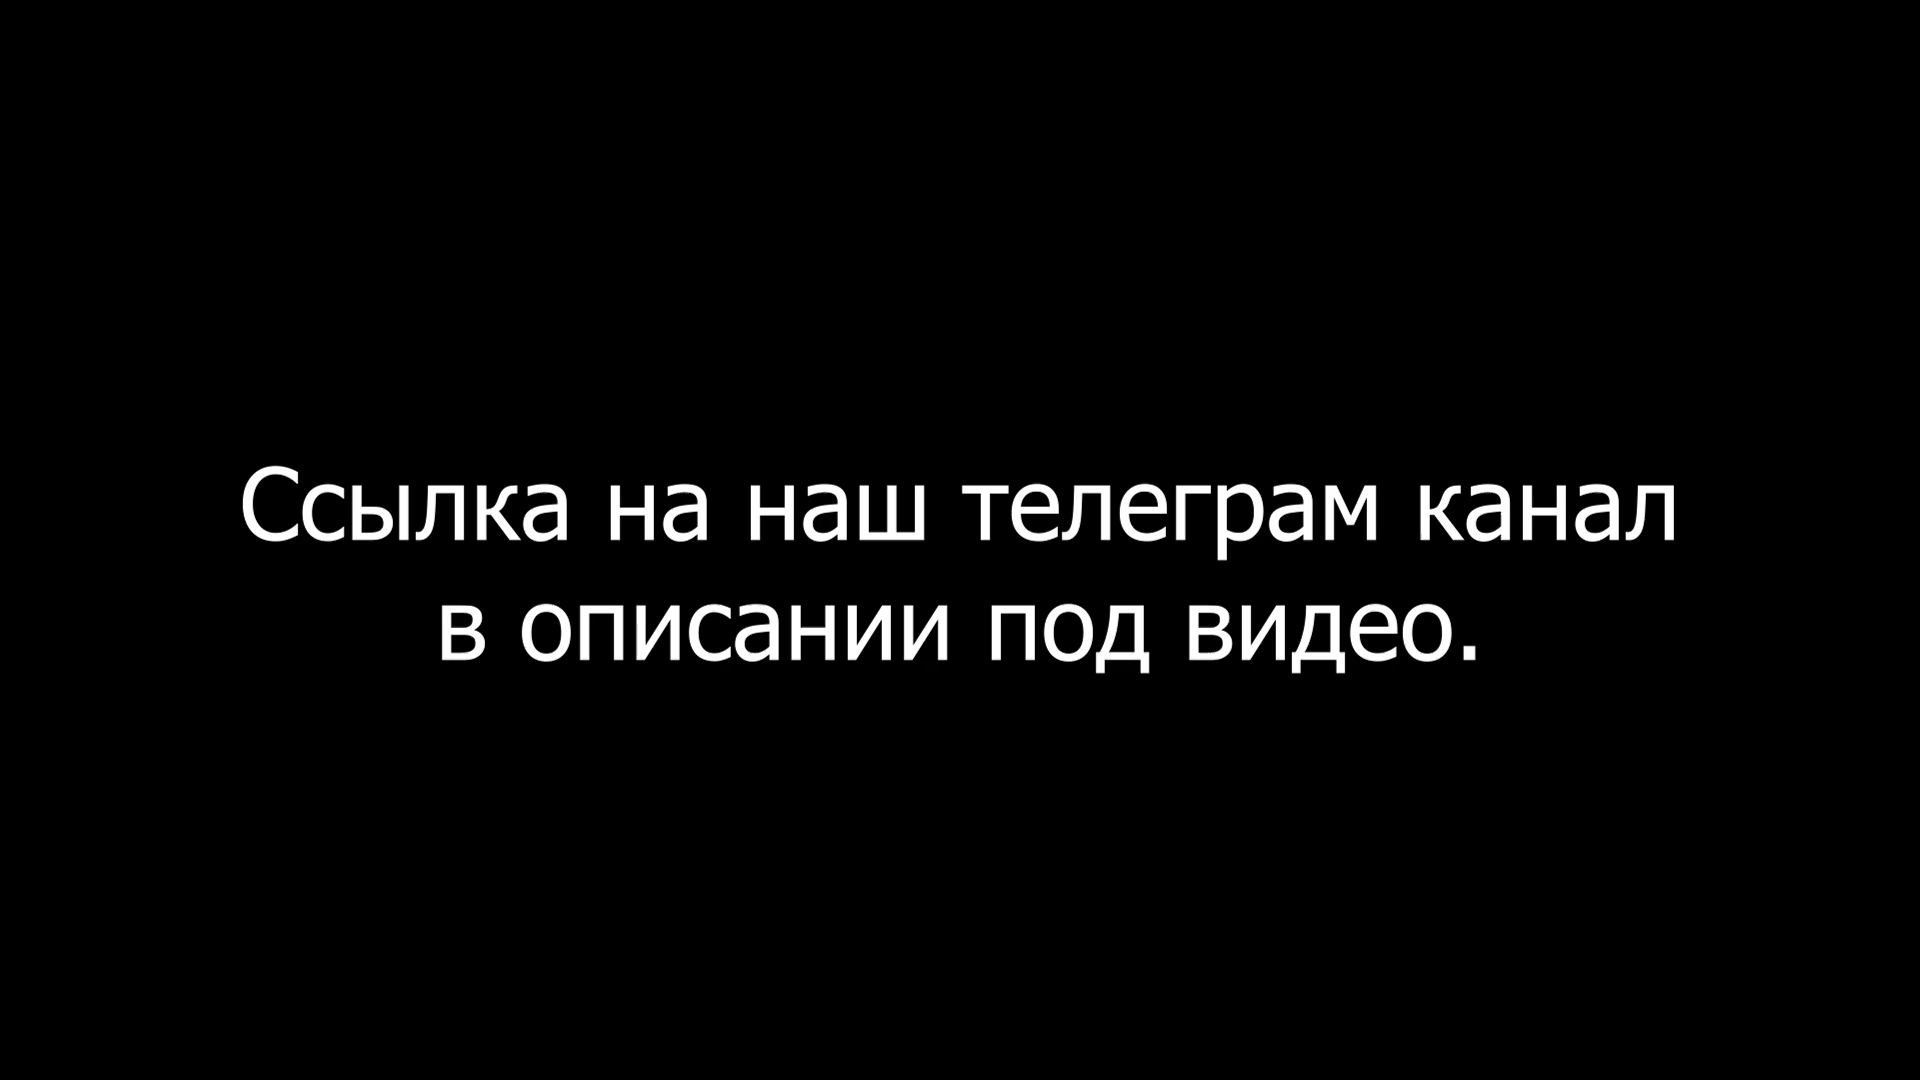 Ссылка на наш телеграм канал
в описании под видео.